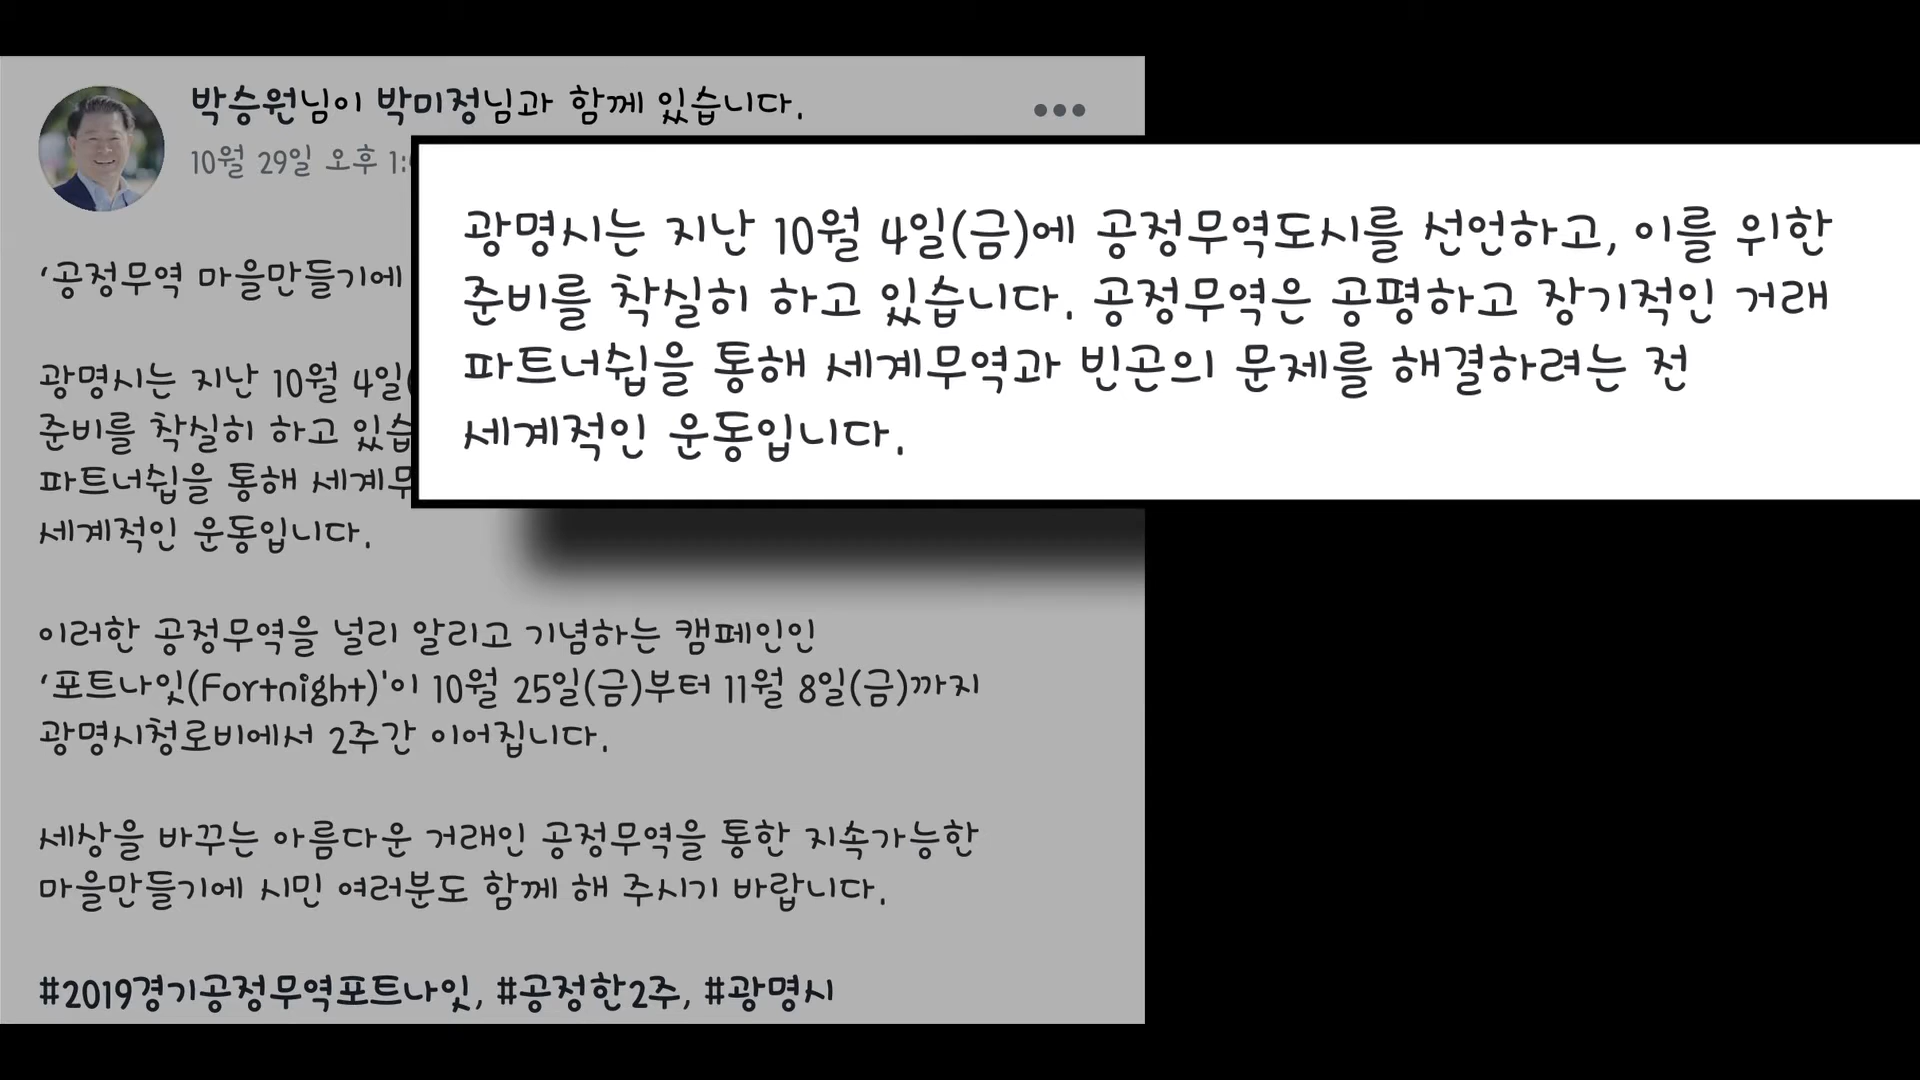 박승원님이 박미정님과 함께 있습니다.
10월 29일 오후
'공정무역 마을만들기에
광명시는 지난 10월 4일(
준비를 착실히 하고 있습
파트너쉽을 통해 세계무
세계적인 운동입니다.
광명시는 지난 10월 4일(금)에 공정무역도시를 선언하고, 이를 위한
준비를 착실히 하고 있습니다. 공정무역은 공평하고 장기적인 거래
파트너쉽을 통해 세계무역과 빈곤의 문제를 해결하려는 전
세계적인 운동입니다.
이러한 공정무역을 널리 알리고 기념하는 캠페인인
'포트나잇(Fortnight)'이 10월 25일(금)부터 11월 8일(금)까지
광명시청로비에서 2주간 이어집니다.
세상을 바꾸는 아름다운 거래인 공정무역을 통한 지속가능한
마을만들기에 시민 여러분도 함께 해 주시기 바랍니다.
#2019경기공정무역포트나잇, #공정한2주, #광명시